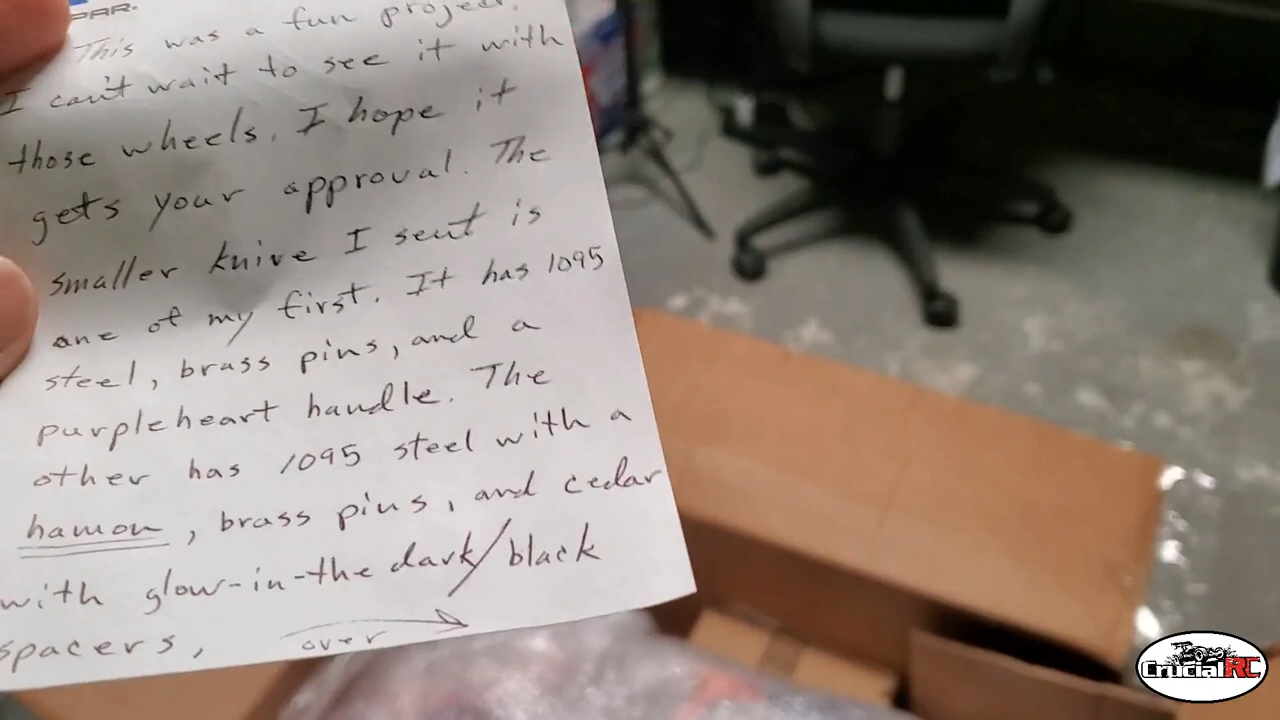 PAR.
This was a fun project.
I can't wait to see it with
those wheels. I hope it
gets your approval. The
smaller knive I sent is
one of my first. It has 1095
steel, brass pins, and a
purpleheart handle. The
other has 1095 steel with a
hamon, brass pins, and cedar
with glow-in-the dark/black
spacers,
over
CrucialRC